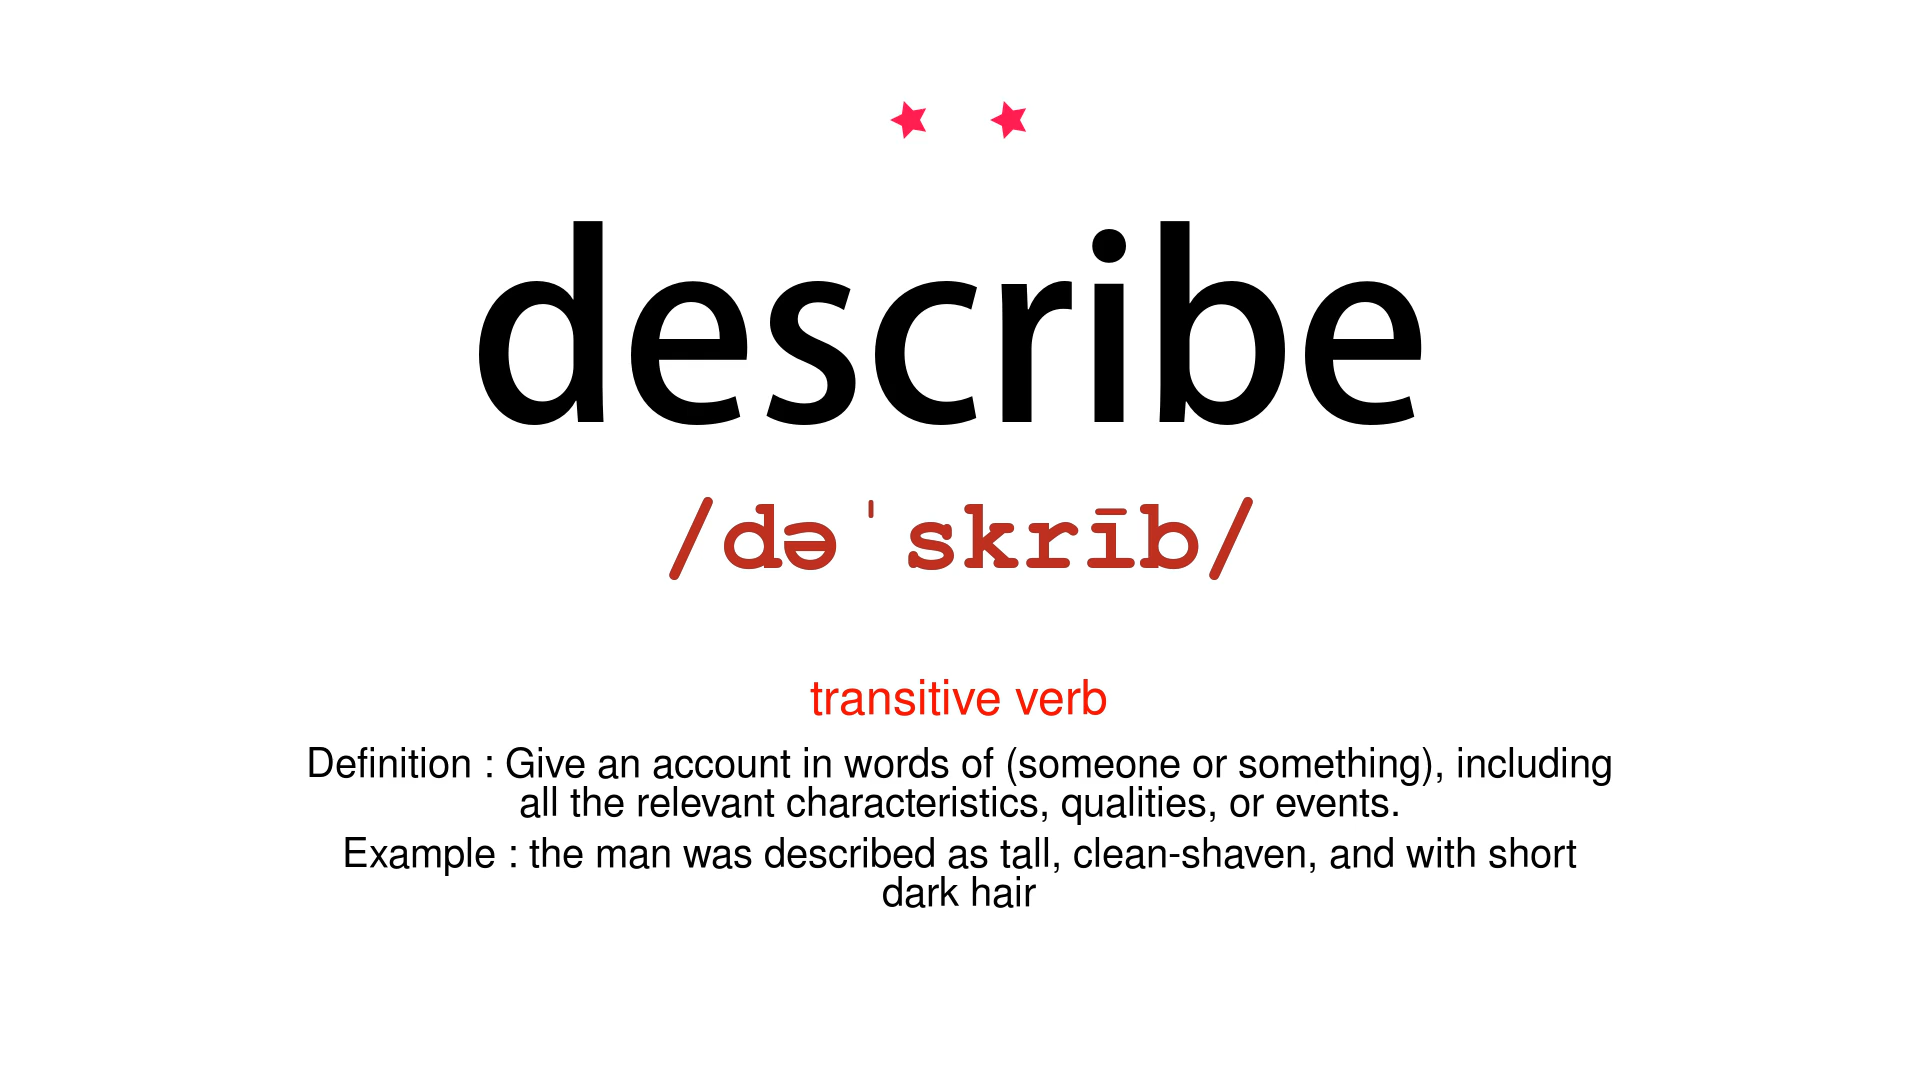 describe
/dəˈskrīb/
transitive verb
Definition : Give an account in words of (someone or something), including
all the relevant characteristics, qualities, or events.
Example : the man was described as tall, clean-shaven, and with short
dark hair